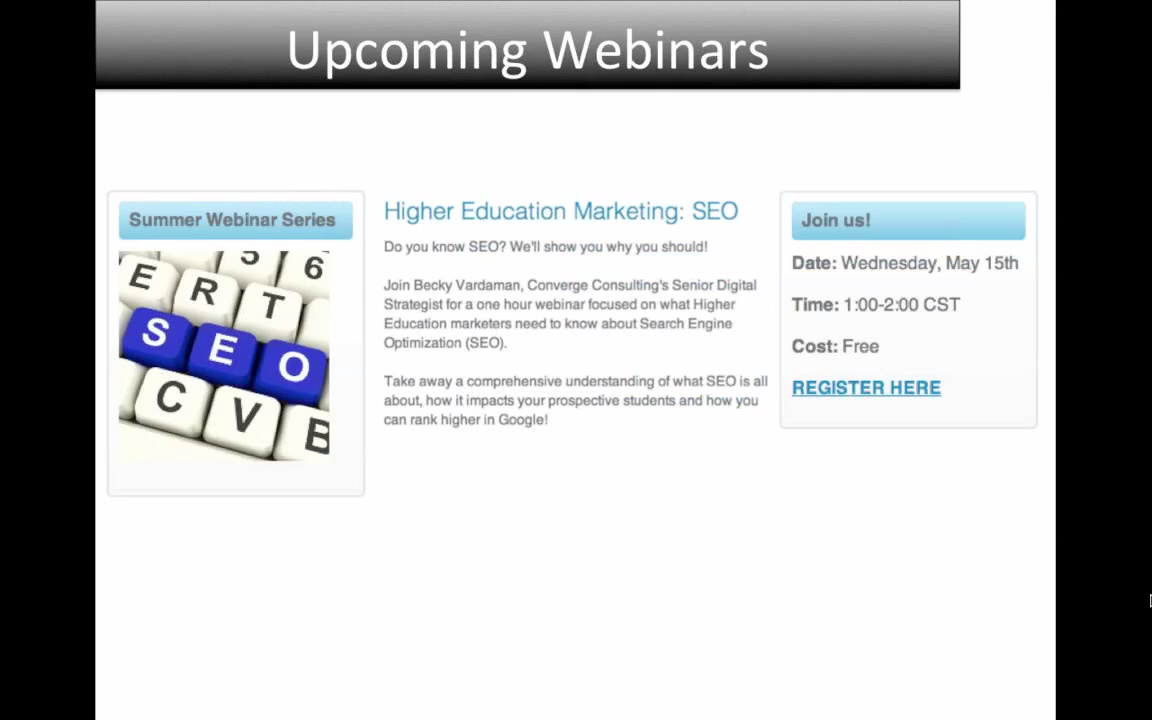 Upcoming Webinars
Summer Webinar Series
5 6
E R T
S E O
C V B
Higher Education Marketing: SEO
Do you know SEO? We'll show you why you should!
Join Becky Vardaman, Converge Consulting's Senior Digital
Strategist for a one hour webinar focused on what Higher
Education marketers need to know about Search Engine
Optimization (SEO).
Take away a comprehensive understanding of what SEO is all
about, how it impacts your prospective students and how you
can rank higher in Google!
Join us!
Date: Wednesday, May 15th
Time: 1:00-2:00 CST
Cost: Free
REGISTER HERE